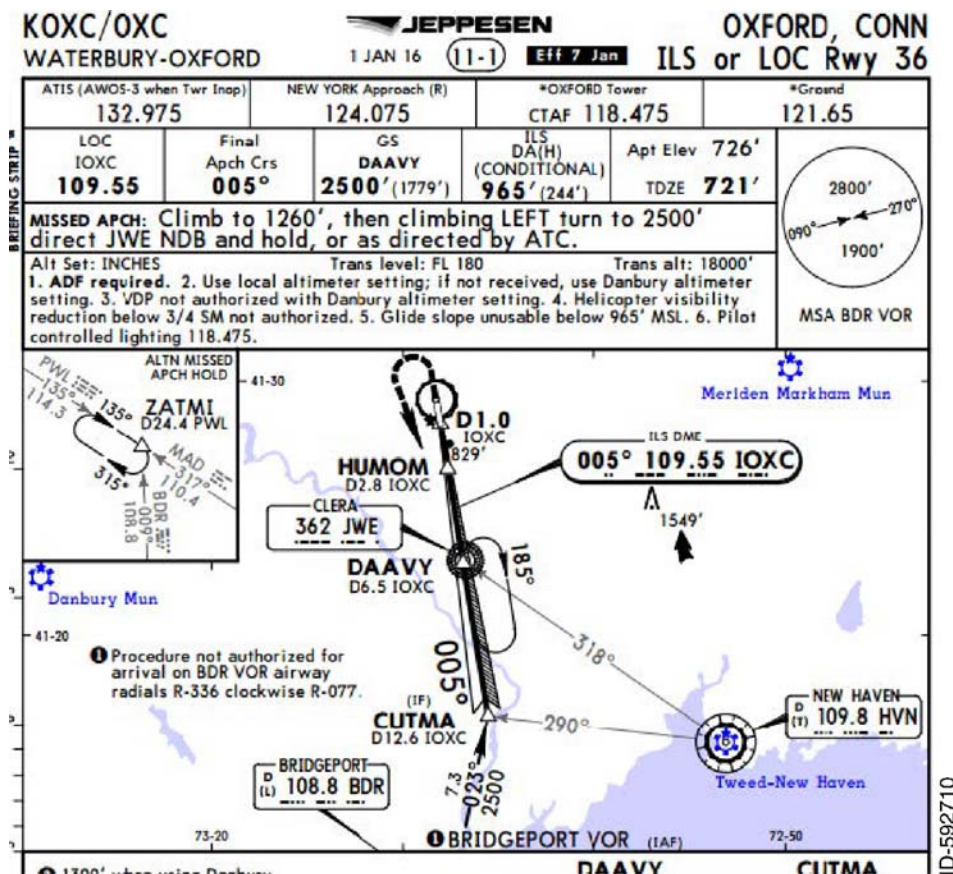 KOXC/OXC
JEPPESEN
OXFORD, CONN
WATERBURY-OXFORD
1 JAN 16
11-1
Eff 7 Jan
ILS or LOC Rwy 36
ATIS (AWOS-3 when Twr Inop)
132.975
NEW YORK Approach (R)
124.075
*OXFORD Tower
CTAF 118.475
*Ground
121.65
BRIEFING STRIP
LOC
IOXC
109.55
Final
Apch Crs
005°
GS
DAAVY
2500'(1779')
ILS
DA(H)
(CONDITIONAL)
965'(244')
Apt Elev 726'
TDZE 721'
MISSED APCH: Climb to 1260', then climbing LEFT turn to 2500'
direct JWE NDB and hold, or as directed by ATC.
Alt Set: INCHES Trans level: FL 180 Trans alt: 18000'
1. ADF required. 2. Use local altimeter setting; if not received, use Danbury altimeter
setting. 3. VDP not authorized with Danbury altimeter setting. 4. Helicopter visibility
reduction below 3/4 SM not authorized. 5. Glide slope unusable below 965' MSL. 6. Pilot
controlled lighting 118.475.
2800'
270°
090°
1900'
MSA BDR VOR
ALTN MISSED
APCH HOLD
PWL
135°
114.3
135°
ZATMI
D24.4 PWL
315°
MAD
317°
110.4
BDR
009°
108.8
41-30
D1.0
IOXC
829'
HUMOM
D2.8 IOXC
ILS DME
005° 109.55 IOXC
Meriden Markham Mun
1549'
CLERA
362 JWE
DAAVY
D6.5 IOXC
185°
Danbury Mun
41-20
1 Procedure not authorized for
arrival on BDR VOR airway
radials R-336 clockwise R-077.
005°
318°
(IF)
CUTMA
D12.6 IOXC
290°
NEW HAVEN
D
(T) 109.8 HVN
Tweed-New Haven
BRIDGEPORT
D
(L) 108.8 BDR
7.3
023°
2500
1 BRIDGEPORT VOR (IAF)
73-20
72-50
1300' when using Danbury
DAAVY
CUTMA
ID-592710